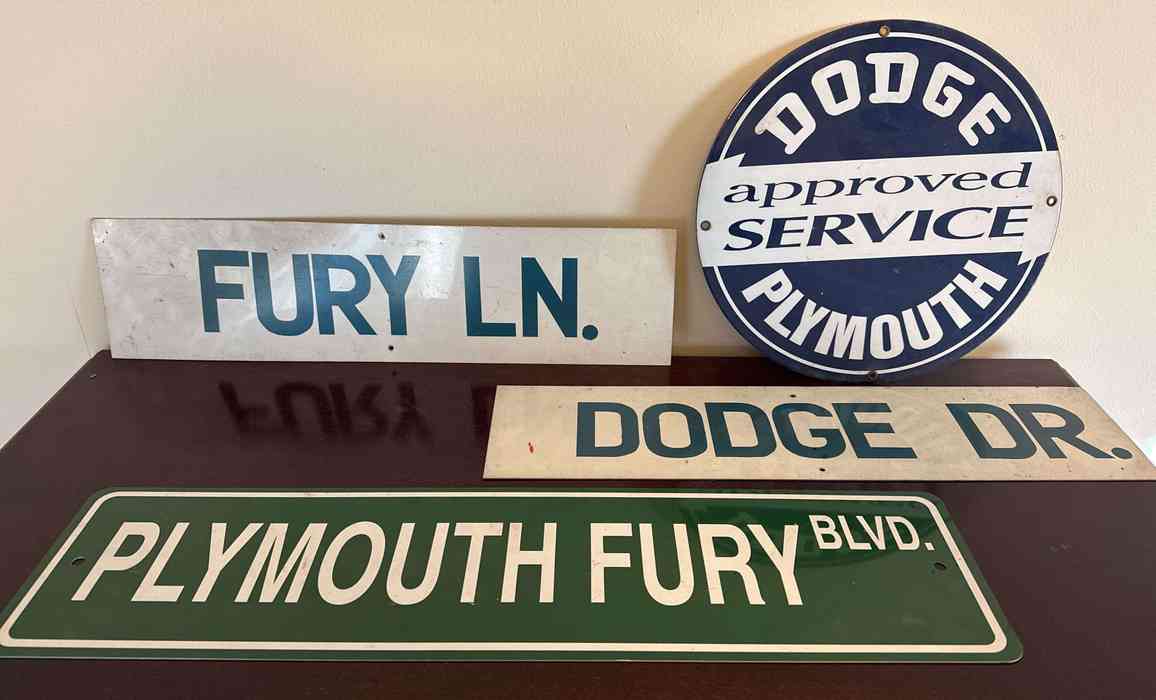 DODGE
approved
SERVICE
PLYMOUTH
FURY LN.
DODGE DR.
PLYMOUTH FURY BLVD.